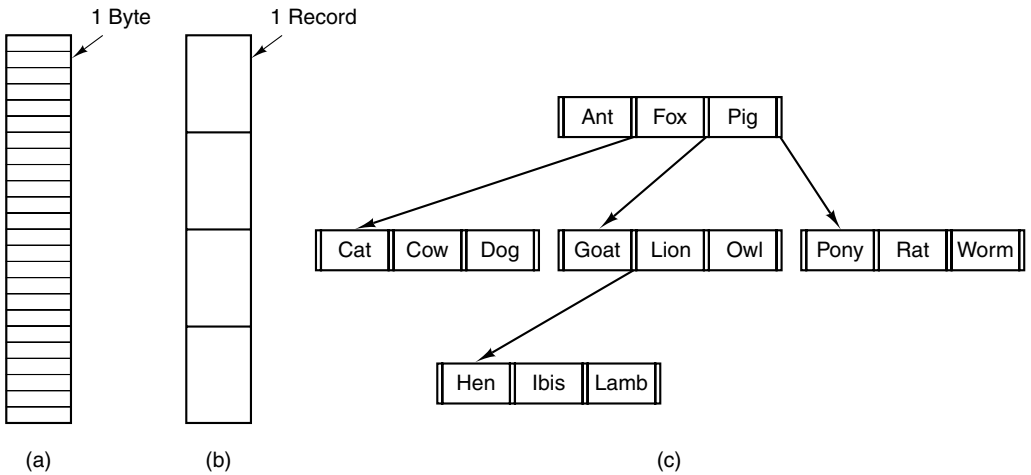 1 Byte
1 Record
Ant Fox Pig
Cat Cow Dog
Goat Lion Owl
Pony Rat Worm
Hen Ibis Lamb
(a)
(b)
(c)